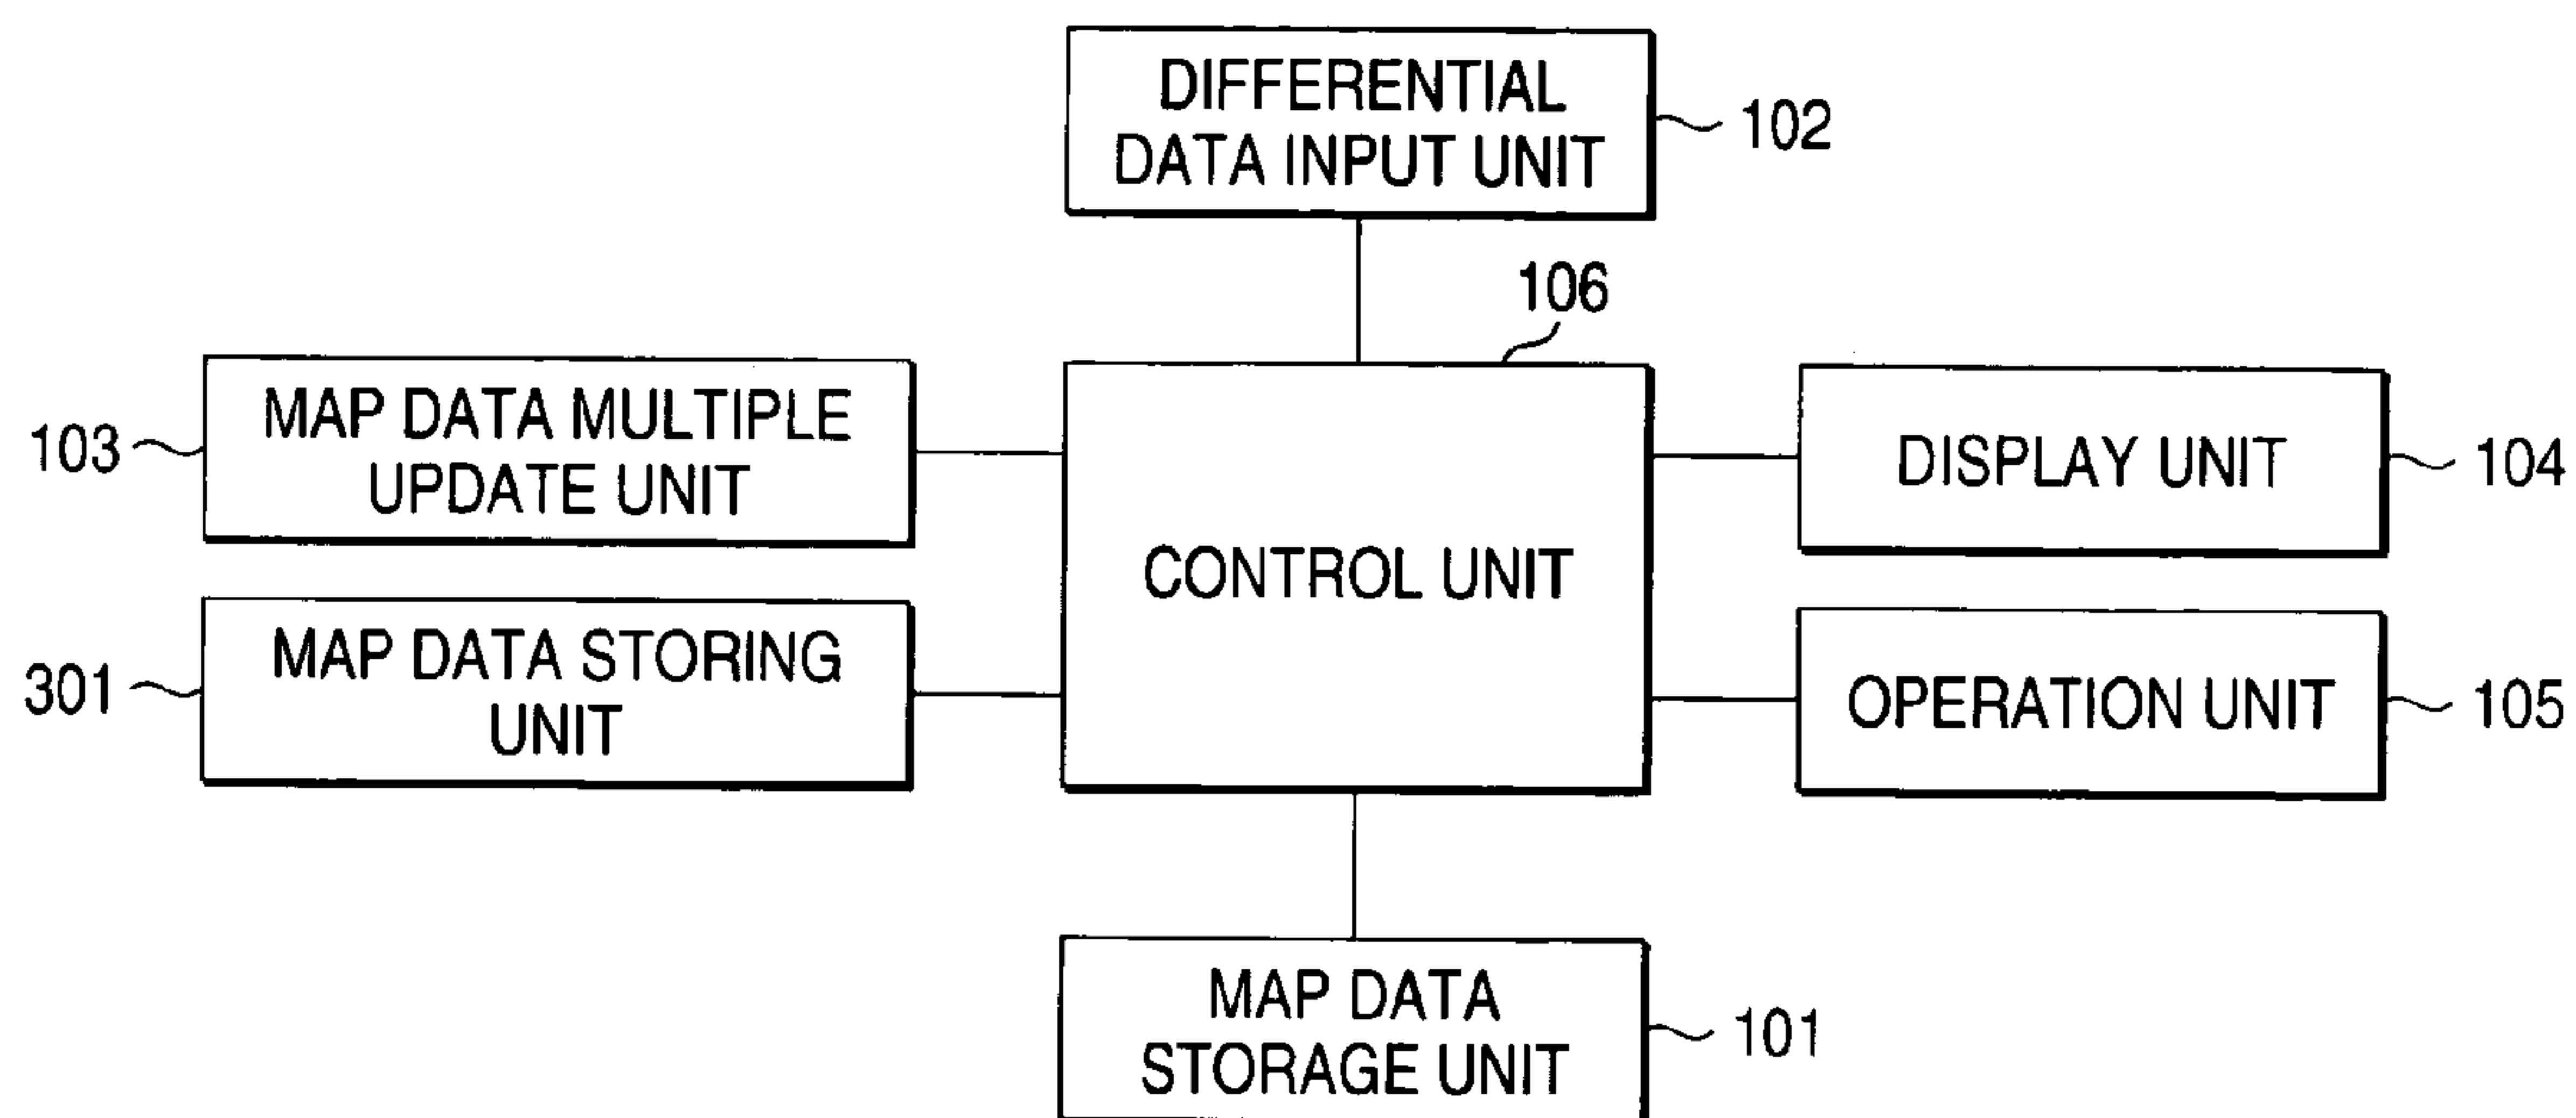 DIFFERENTIAL
DATA INPUT UNIT
102
106
103
MAP DATA MULTIPLE
UPDATE UNIT
CONTROL UNIT
DISPLAY UNIT
104
301
MAP DATA STORING
UNIT
OPERATION UNIT
105
MAP DATA
STORAGE UNIT
101